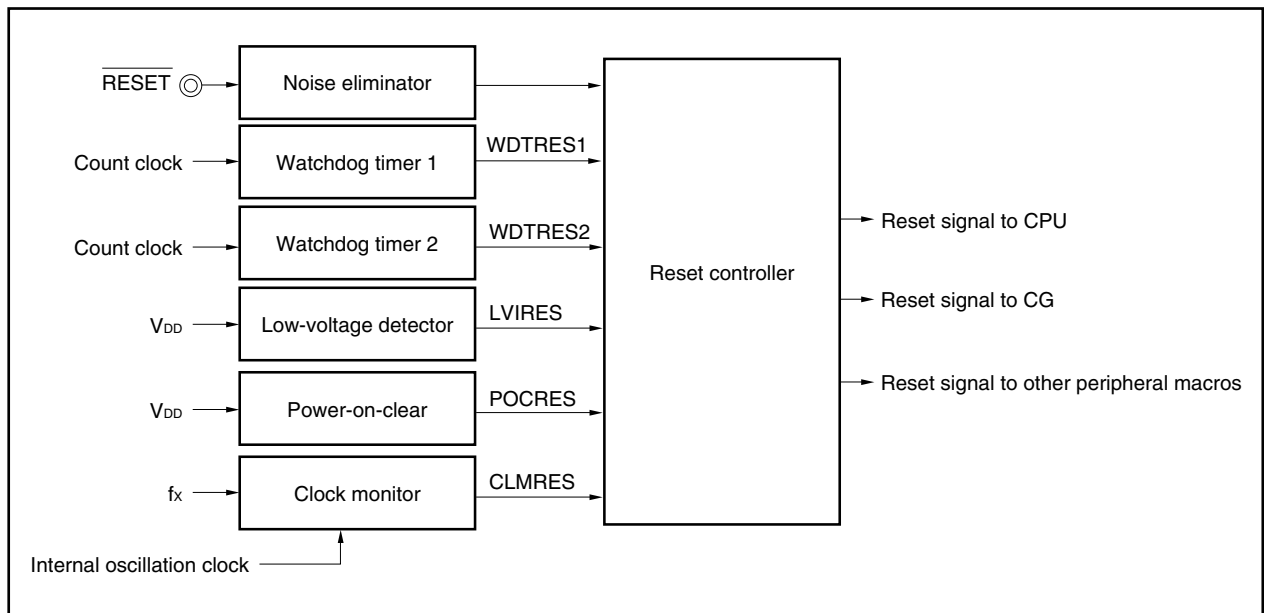 RESET
Noise eliminator
Count clock
Watchdog timer 1
WDTRES1
Count clock
Watchdog timer 2
WDTRES2
VDD
Low-voltage detector
LVIRES
VDD
Power-on-clear
POCRES
fX
Clock monitor
CLMRES
Internal oscillation clock
Reset controller
Reset signal to CPU
Reset signal to CG
Reset signal to other peripheral macros